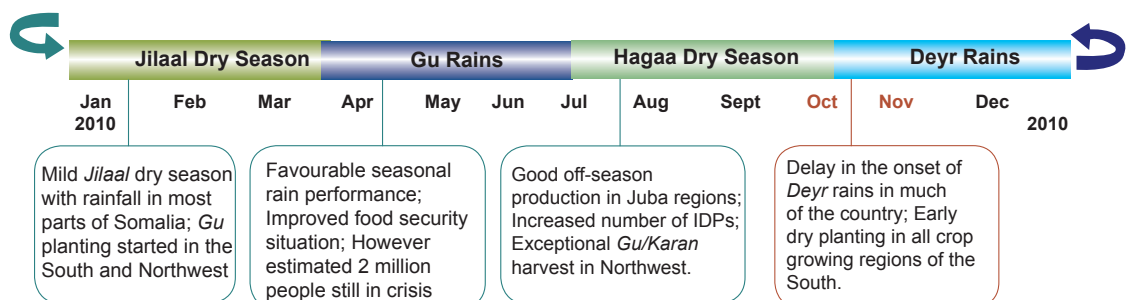 Jilaal Dry Season Gu Rains Hagaa Dry Season Deyr Rains
Jan Feb Mar Apr May Jun Jul Aug Sept Oct Nov Dec
2010 2010
Mild Jilaal dry season
with rainfall in most
parts of Somalia; Gu
planting started in the
South and Northwest
Favourable seasonal
rain performance;
Improved food security
situation; However
estimated 2 million
people still in crisis
Good off-season
production in Juba regions;
Increased number of IDPs;
Exceptional Gu/Karan
harvest in Northwest.
Delay in the onset of
Deyr rains in much
of the country; Early
dry planting in all crop
growing regions of the
South.